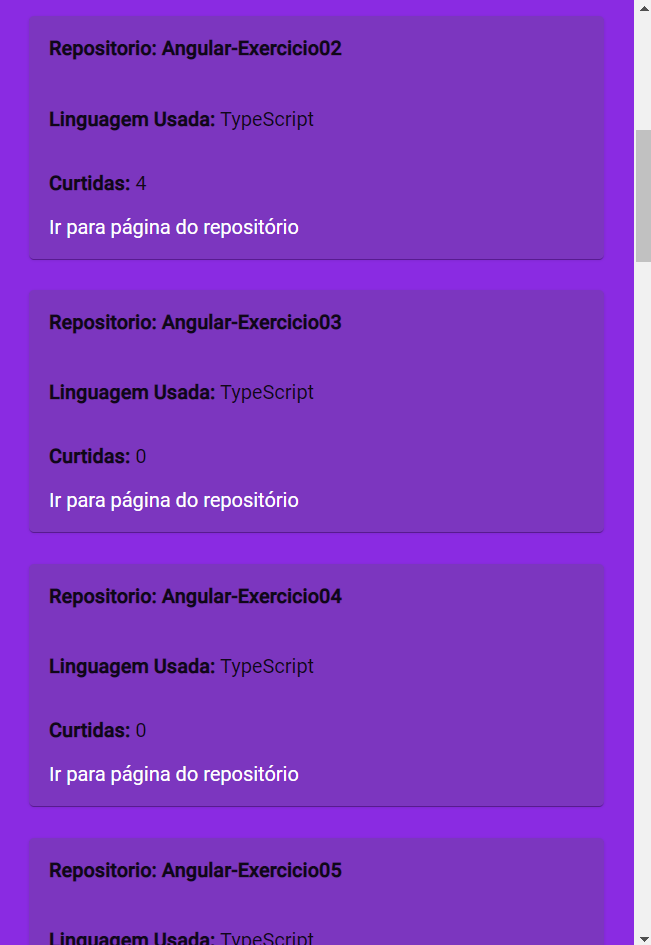 Repositorio: Angular-Exercicio02
Linguagem Usada: TypeScript
Curtidas: 4
Ir para página do repositório
Repositorio: Angular-Exercicio03
Linguagem Usada: TypeScript
Curtidas: 0
Ir para página do repositório
Repositorio: Angular-Exercicio04
Linguagem Usada: TypeScript
Curtidas: 0
Ir para página do repositório
Repositorio: Angular-Exercicio05
Linguagem Usada: TypeScript